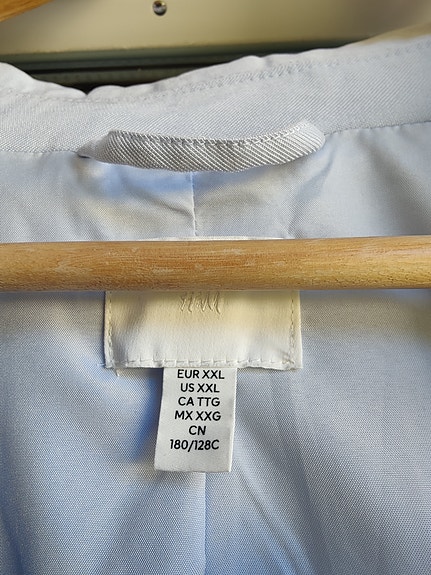 H&M
EUR XXL
US XXL
CA TTG
MX XXG
CN
180/128C